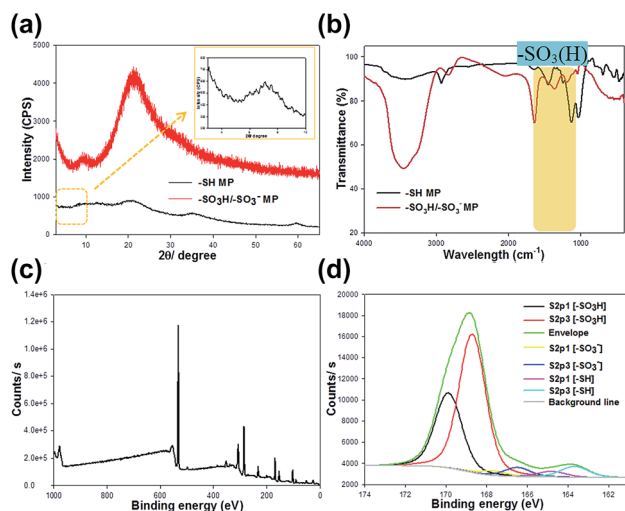 (a)
5000
4000
3000
2000
1000
0
Intensity (CPS)
10 20 30 40 50 60
2θ/ degree
2θ degree
-SH MP
-SO3H/-SO3- MP
(b)
-SO3(H)
100
80
60
40
20
0
Transmittance (%)
-SH MP
-SO3H/-SO3- MP
4000 3000 2000 1000
Wavelength (cm-1)
(c)
1.4e+6
1.2e+6
1.0e+6
8.0e+5
6.0e+5
4.0e+5
2.0e+5
0.0
Counts/ s
1000 800 600 400 200 0
Binding energy (eV)
(d)
20000
18000
16000
14000
12000
10000
8000
6000
4000
2000
Counts/ s
S2p1 [-SO3H]
S2p3 [-SO3H]
Envelope
S2p1 [-SO3-]
S2p3 [-SO3-]
S2p1 [-SH]
S2p3 [-SH]
Background line
174 172 170 168 166 164 162
Binding energy (eV)